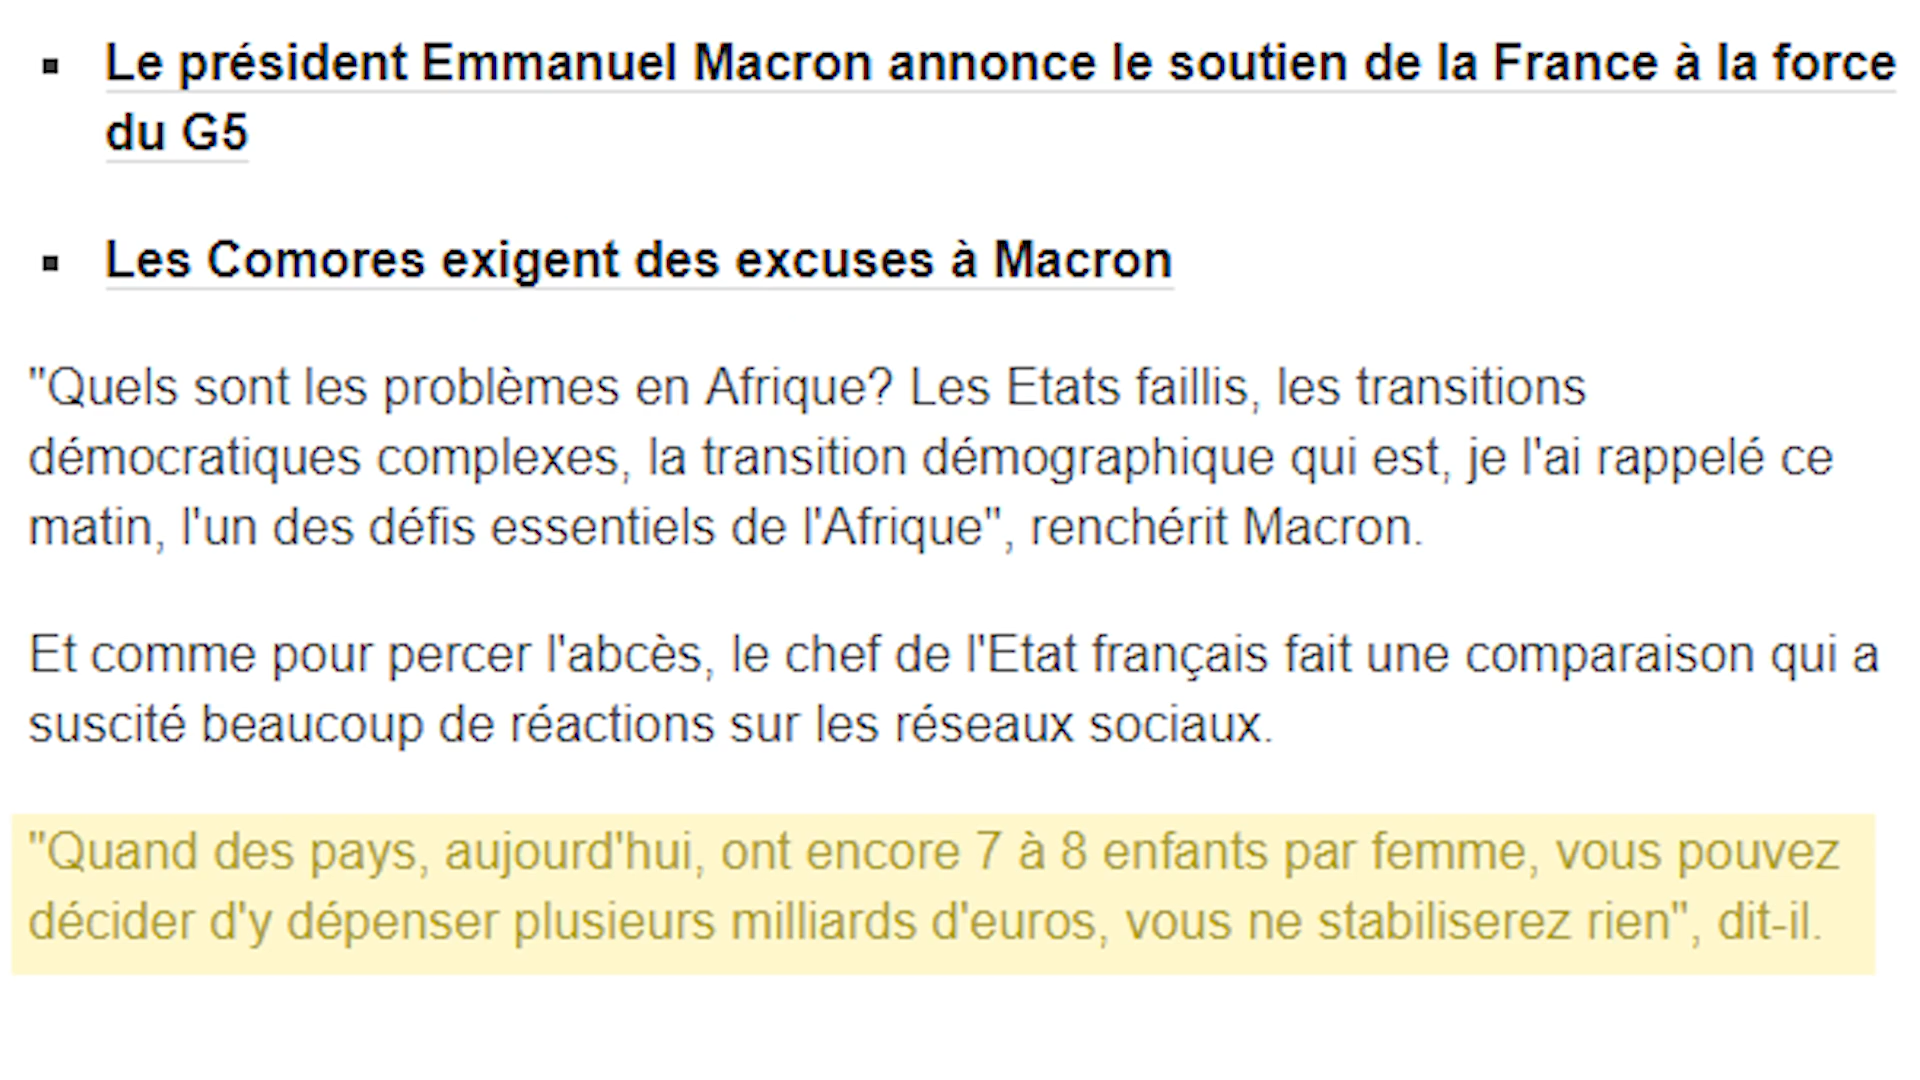 Le président Emmanuel Macron annonce le soutien de la France à la force
du G5
Les Comores exigent des excuses à Macron
"Quels sont les problèmes en Afrique? Les Etats faillis, les transitions
démocratiques complexes, la transition démographique qui est, je l'ai rappelé ce
matin, l'un des défis essentiels de l'Afrique", renchérit Macron.
Et comme pour percer l'abcès, le chef de l'Etat français fait une comparaison qui a
suscité beaucoup de réactions sur les réseaux sociaux.
"Quand des pays, aujourd'hui, ont encore 7 à 8 enfants par femme, vous pouvez
décider d'y dépenser plusieurs milliards d'euros, vous ne stabiliserez rien", dit-il.